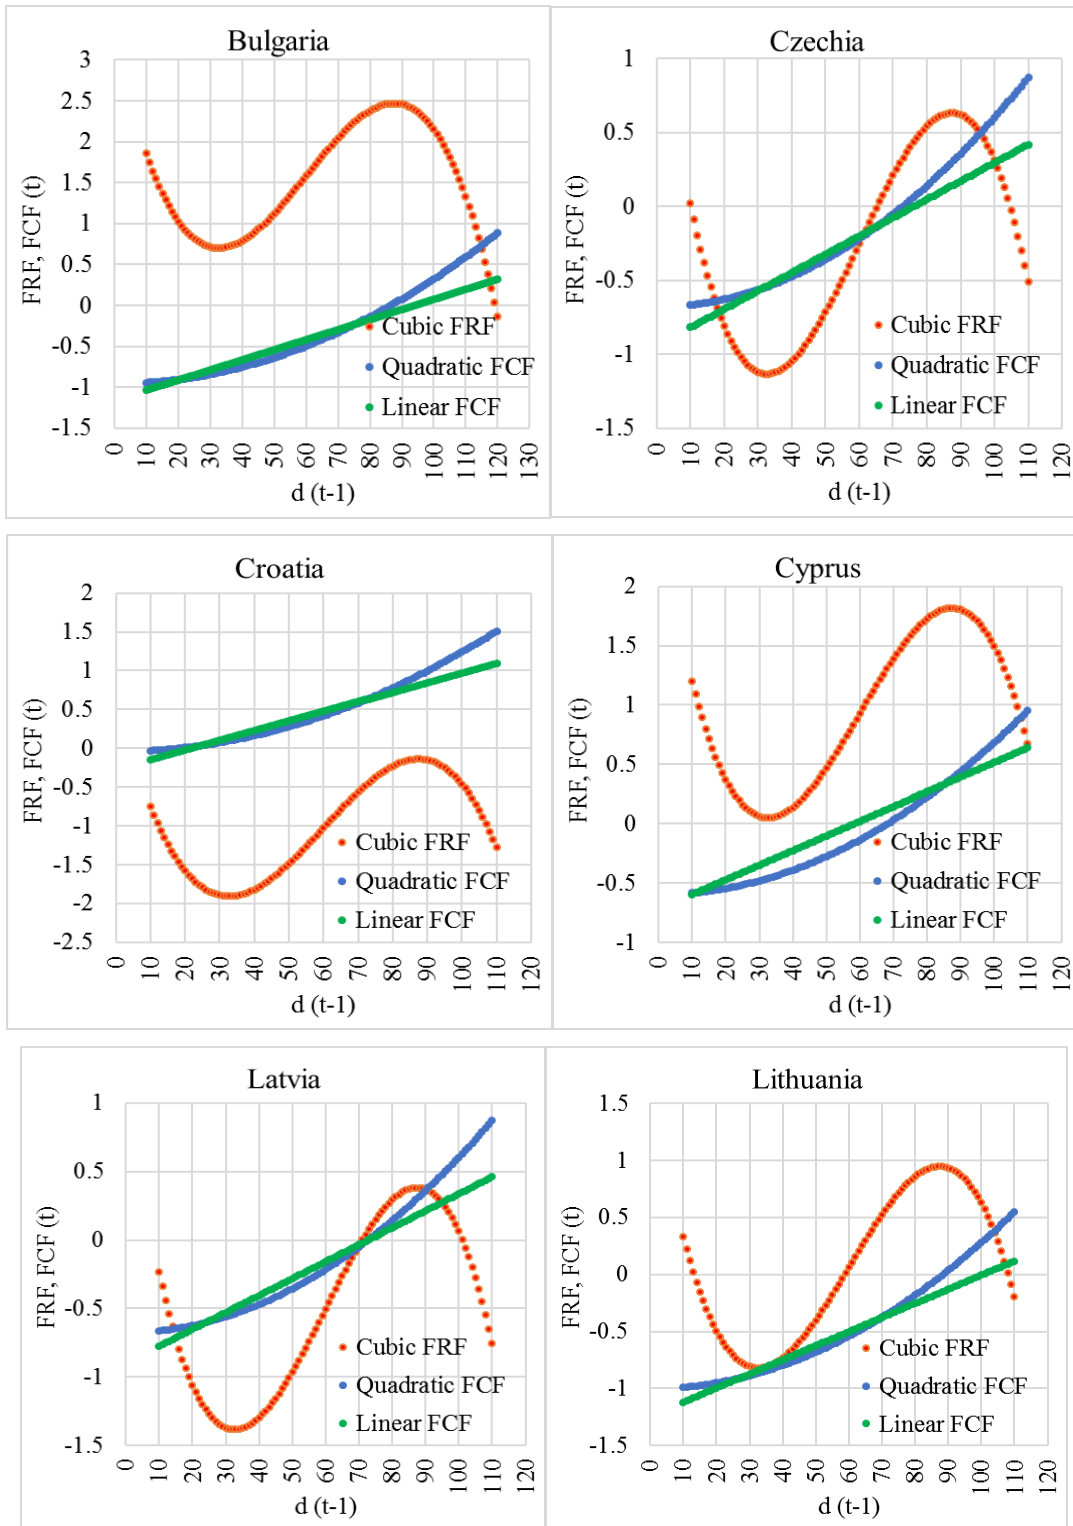 Bulgaria
3
2.5
2
1.5
1
0.5
0
-0.5
-1
-1.5
FRF, FCF (t)
Cubic FRF
Quadratic FCF
Linear FCF
0 10 20 30 40 50 60 70 80 90 100 110 120 130
d (t-1)
Czechia
1
0.5
0
-0.5
-1
-1.5
FRF, FCF (t)
Cubic FRF
Quadratic FCF
Linear FCF
0 10 20 30 40 50 60 70 80 90 100 110 120
d (t-1)
Croatia
2
1.5
1
0.5
0
-0.5
-1
-1.5
-2
-2.5
FRF, FCF (t)
Cubic FRF
Quadratic FCF
Linear FCF
0 10 20 30 40 50 60 70 80 90 100 110 120
d (t-1)
Cyprus
2
1.5
1
0.5
0
-0.5
-1
FRF, FCF (t)
Cubic FRF
Quadratic FCF
Linear FCF
0 10 20 30 40 50 60 70 80 90 100 110 120
d (t-1)
Latvia
1
0.5
0
-0.5
-1
-1.5
FRF, FCF (t)
Cubic FRF
Quadratic FCF
Linear FCF
0 10 20 30 40 50 60 70 80 90 100 110 120
d (t-1)
Lithuania
1.5
1
0.5
0
-0.5
-1
-1.5
FRF, FCF (t)
Cubic FRF
Quadratic FCF
Linear FCF
0 10 20 30 40 50 60 70 80 90 100 110 120
d (t-1)